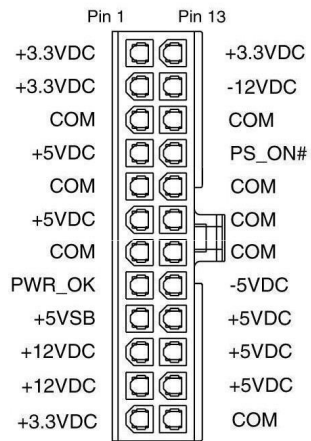 Pin 1 Pin 13
+3.3VDC +3.3VDC
+3.3VDC -12VDC
COM COM
+5VDC PS_ON#
COM COM
+5VDC COM
COM COM
PWR_OK -5VDC
+5VSB +5VDC
+12VDC +5VDC
+12VDC +5VDC
+3.3VDC COM